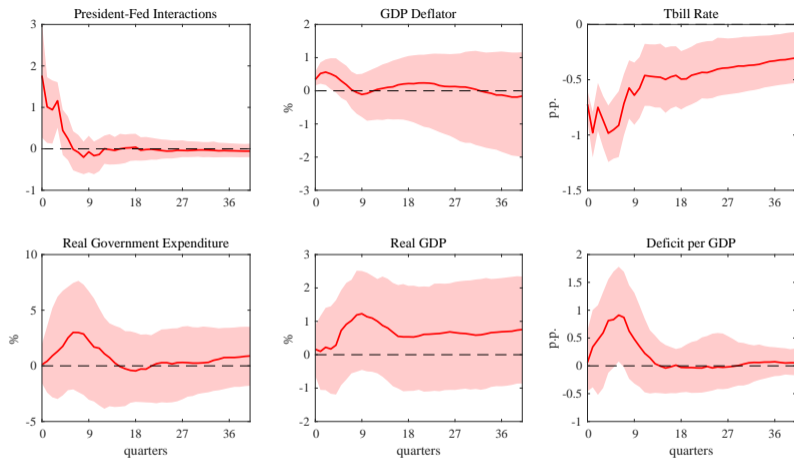 President-Fed Interactions
3
2
1
0
-1
0 9 18 27 36
GDP Deflator
%
2
1
0
-1
-2
-3
0 9 18 27 36
Tbill Rate
p.p.
0
-0.5
-1
-1.5
0 9 18 27 36
Real Government Expenditure
%
10
5
0
-5
0 9 18 27 36
quarters
Real GDP
%
3
2
1
0
-1
-2
0 9 18 27 36
quarters
Deficit per GDP
p.p.
2
1.5
1
0.5
0
-0.5
-1
0 9 18 27 36
quarters